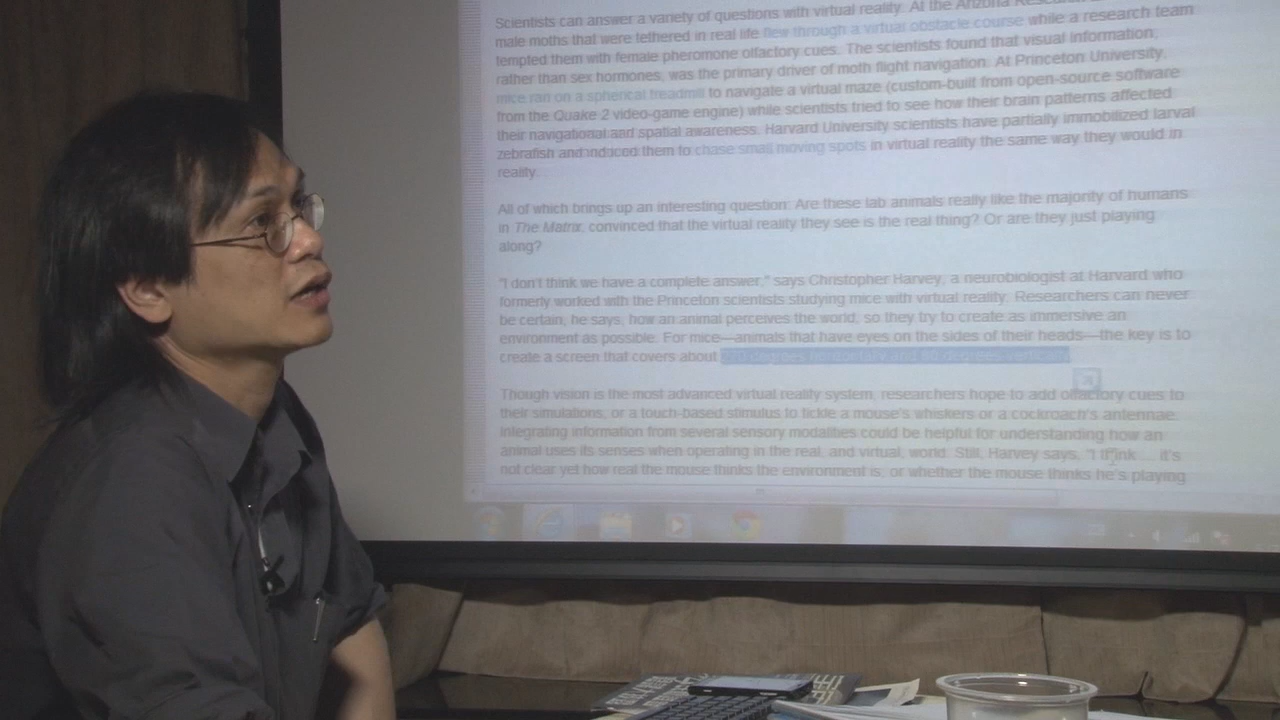 Scientists can answer a variety of questions with virtual reality. At the Arizona Research
male moths that were tethered in real life flew through a virtual obstacle course while a research team
tempted them with female pheromone olfactory cues. The scientists found that visual information,
rather than sex hormones, was the primary driver of moth flight navigation. At Princeton University,
mice ran on a spherical treadmill to navigate a virtual maze (custom-built from open-source software
from the Quake 2 video-game engine) while scientists tried to see how their brain patterns affected
their navigational and spatial awareness. Harvard University scientists have partially immobilized larval
zebrafish and induced them to chase small moving spots in virtual reality the same way they would in
reality.
All of which brings up an interesting question: Are these lab animals really like the majority of humans
in The Matrix, convinced that the virtual reality they see is the real thing? Or are they just playing
along?
"I don't think we have a complete answer," says Christopher Harvey, a neurobiologist at Harvard who
formerly worked with the Princeton scientists studying mice with virtual reality. Researchers can never
be certain, he says, how an animal perceives the world, so they try to create as immersive an
environment as possible. For mice—animals that have eyes on the sides of their heads—the key is to
create a screen that covers about degrees horizontally and degrees
Though vision is the most advanced virtual reality system, researchers hope to add olfactory cues to
their simulations, or a touch-based stimulus to tickle a mouse's whiskers or a cockroach's antennae.
Integrating information from several sensory modalities could be helpful for understanding how an
animal uses its senses when operating in the real, and virtual, world. Still, Harvey says, "I think ... it's
not clear yet how real the mouse thinks the environment is, or whether the mouse thinks he's playing